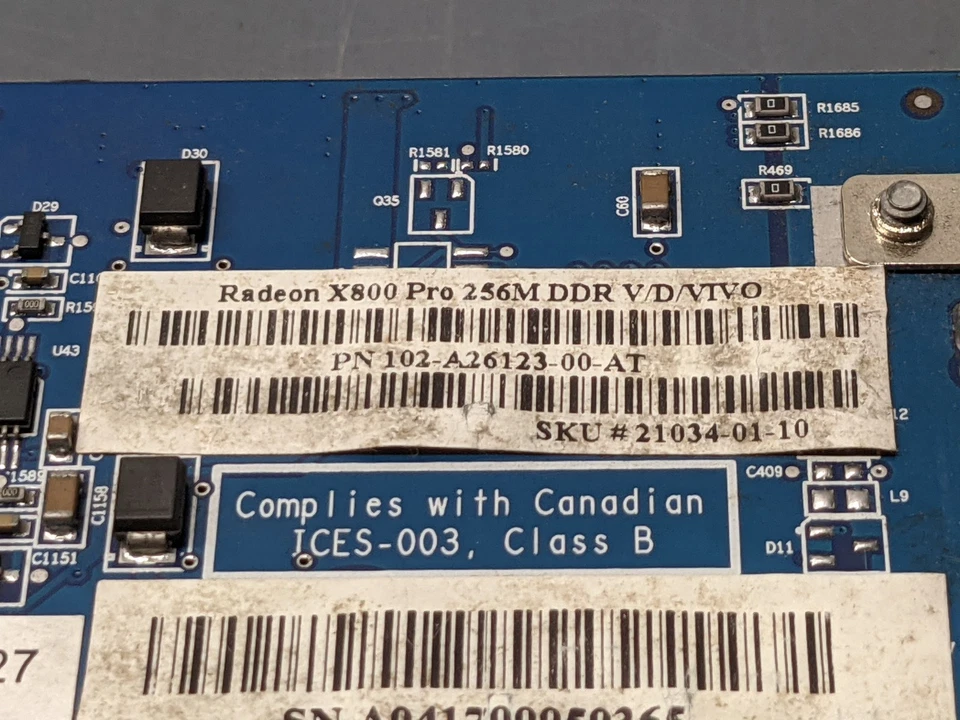 R1685
R1686
R1581
R1580
D30
R469
Q35
C60
D29
U43
Radeon X800 Pro 256M DDR V/D/VIVO
PN 102-A26123-00-AT
SKU # 21034-01-10
C409
L9
C1158
D11
C1151
Complies with Canadian
ICES-003, Class B
27